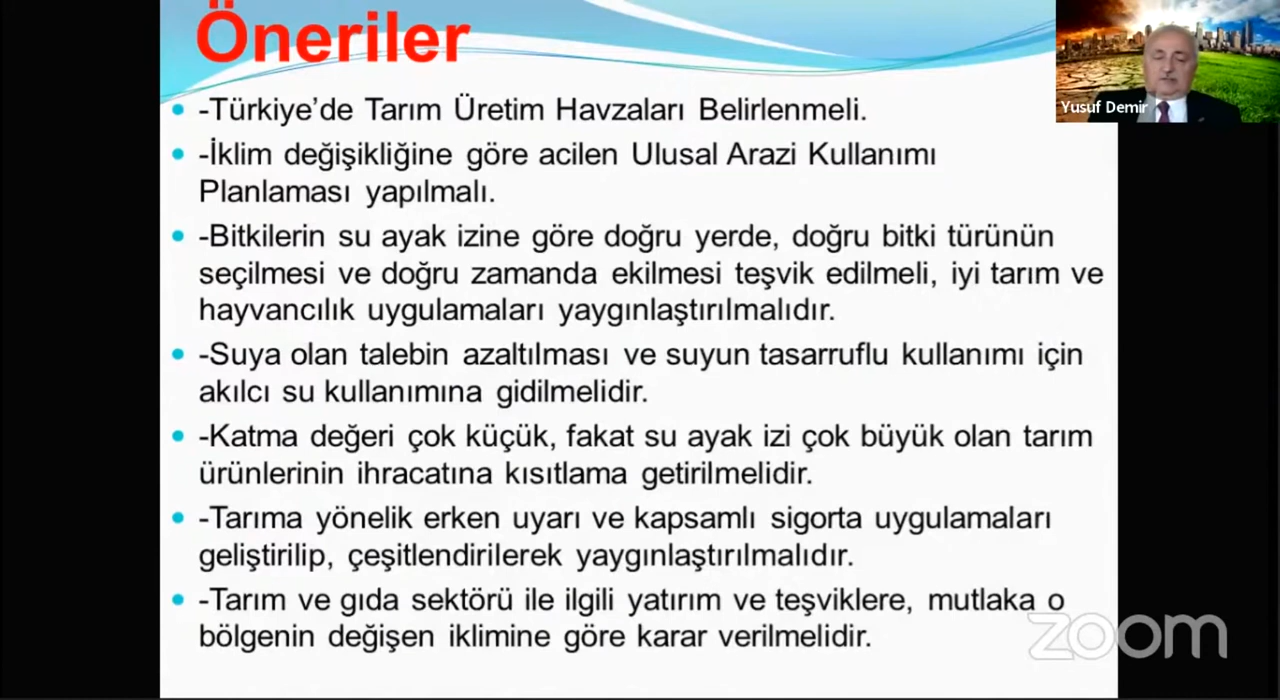 Öneriler
-Türkiye’de Tarım Üretim Havzaları Belirlenmeli.
-İklim değişikliğine göre acilen Ulusal Arazi Kullanımı
Planlaması yapılmalı.
-Bitkilerin su ayak izine göre doğru yerde, doğru bitki türünün
seçilmesi ve doğru zamanda ekilmesi teşvik edilmeli, iyi tarım ve
hayvancılık uygulamaları yaygınlaştırılmalıdır.
-Suya olan talebin azaltılması ve suyun tasarruflu kullanımı için
akılcı su kullanımına gidilmelidir.
-Katma değeri çok küçük, fakat su ayak izi çok büyük olan tarım
ürünlerinin ihracatına kısıtlama getirilmelidir.
-Tarıma yönelik erken uyarı ve kapsamlı sigorta uygulamaları
geliştirilip, çeşitlendirilerek yaygınlaştırılmalıdır.
-Tarım ve gıda sektörü ile ilgili yatırım ve teşviklere, mutlaka o
bölgenin değişen iklimine göre karar verilmelidir.
Yusuf Demir
zoom